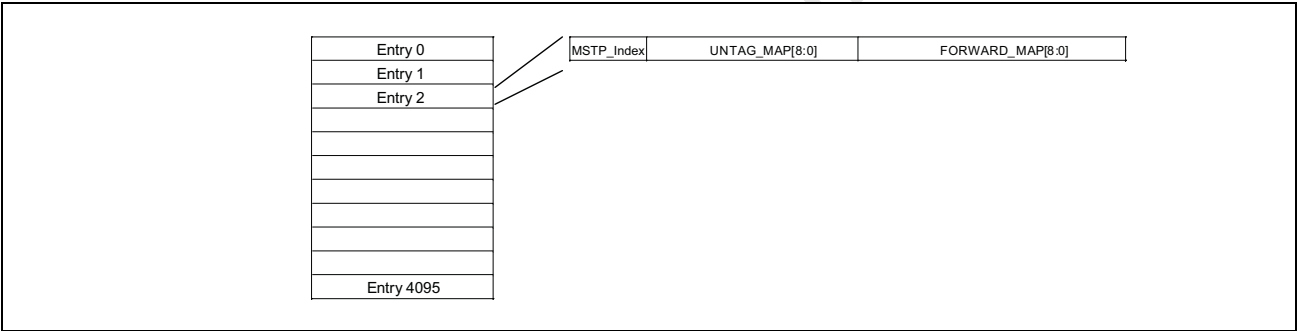 Entry 0
MSTP_Index UNTAG_MAP[8:0] FORWARD_MAP[8:0]
Entry 1
Entry 2
Entry 4095